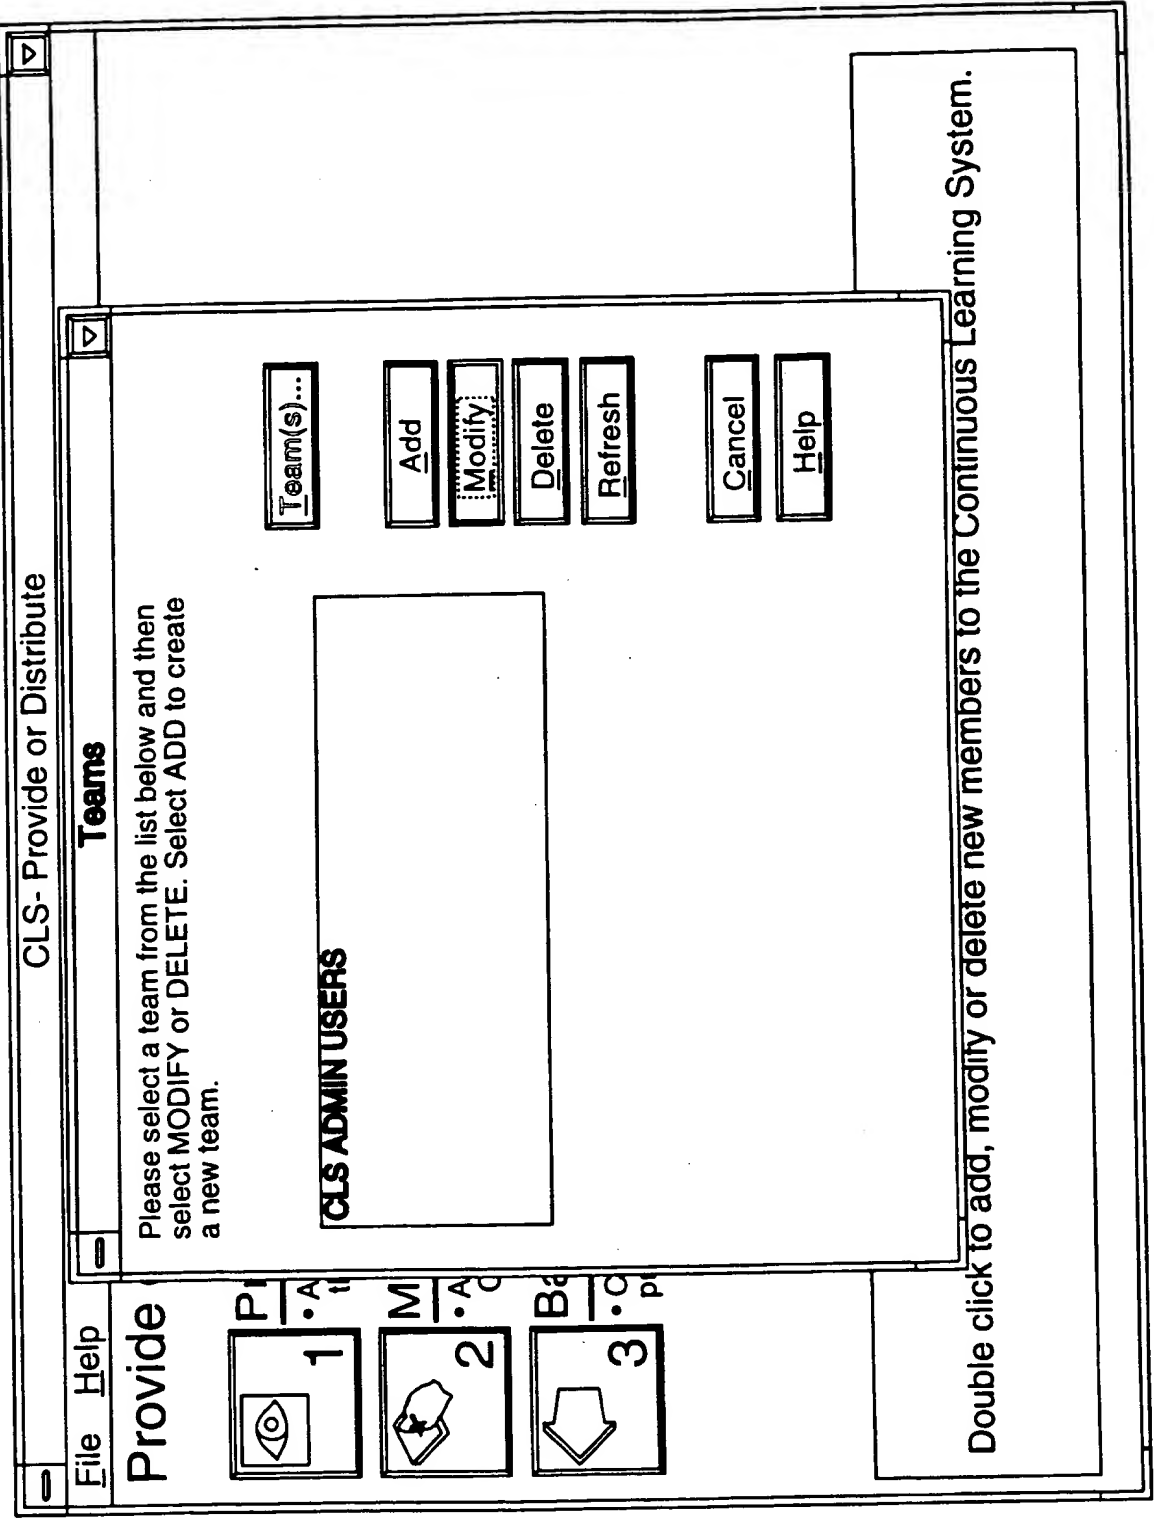 CLS- Provide or Distribute
File Help
Teams
Provide
Please select a team from the list below and then
select MODIFY or DELETE. Select ADD to create
a new team.
CLS ADMIN USERS
Team(s)...
Add
Modify
Delete
Refresh
Cancel
Help
1
• A
2
• A
3
Ba
• C
Double click to add, modify or delete new members to the Continuous Learning System.